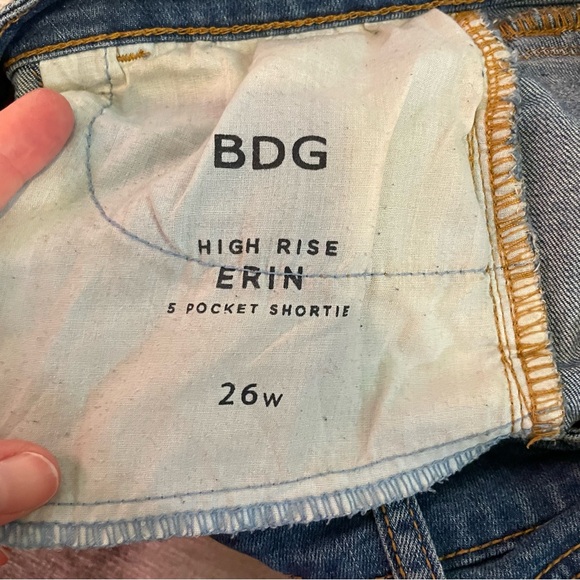 BDG
HIGH RISE
ERIN
5 POCKET SHORTIE
26W